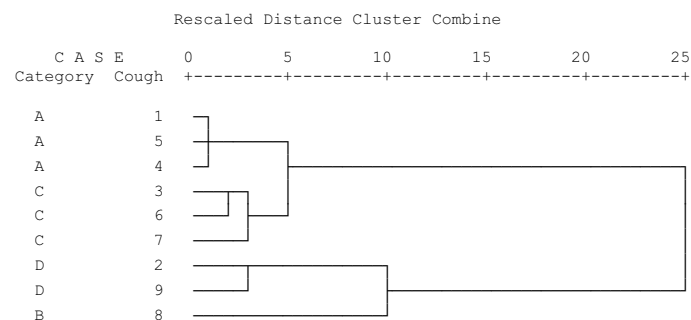 Rescaled Distance Cluster Combine
C A S E 0 5 10 15 20 25
Category Cough +---------+---------+---------+---------+---------+
A 1
A 5
A 4
C 3
C 6
C 7
D 2
D 9
B 8